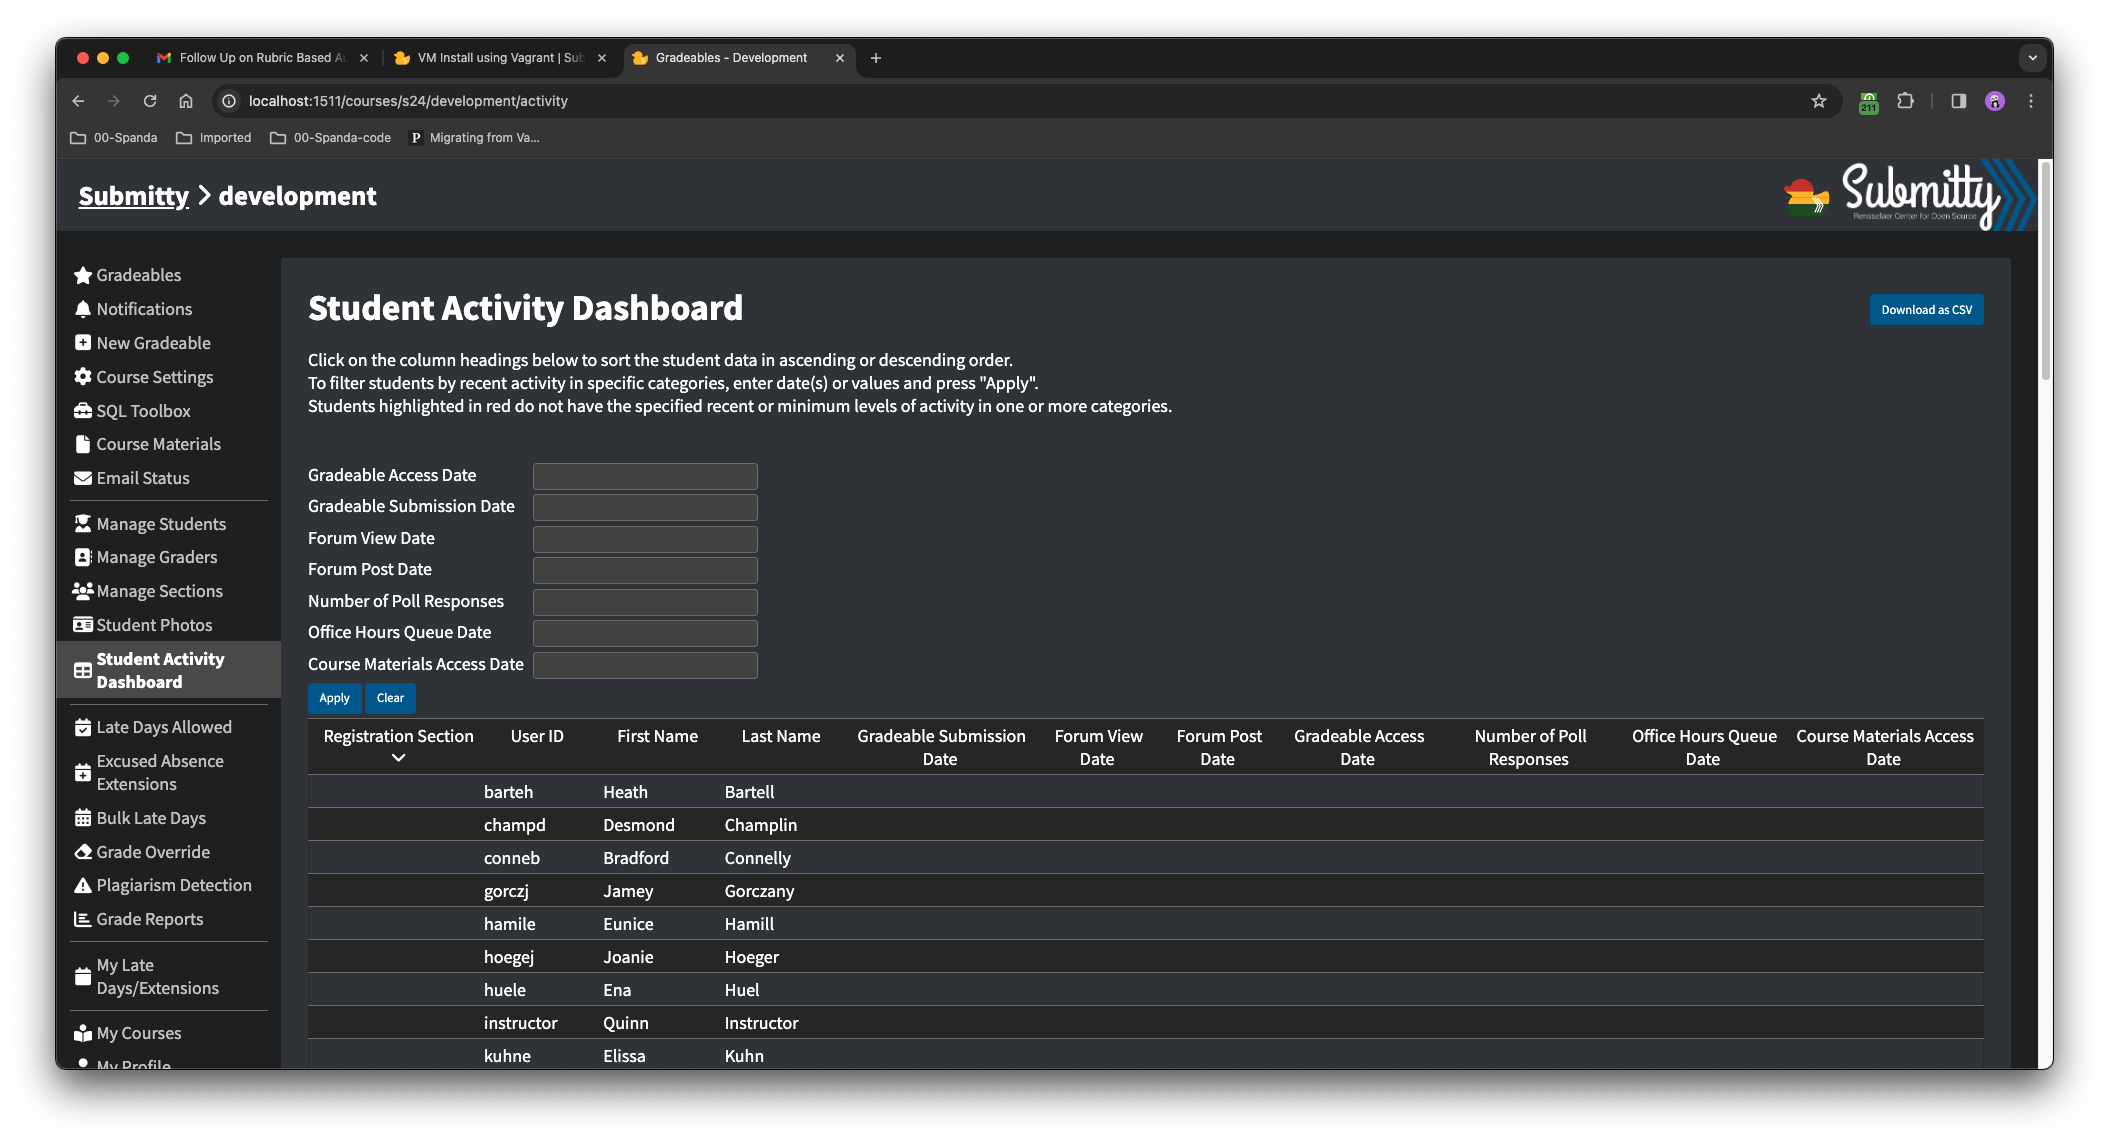 Follow Up on Rubric Based A
VM Install using Vagrant | Sub
Gradeables - Development
localhost:1511/courses/s24/development/activity
211
00-Spanda
Imported
00-Spanda-code
P
Migrating from Va...
Submitty
development
Submitty
Rensselaer Center for Open Source
Gradeables
Notifications
New Gradeable
Course Settings
SQL Toolbox
Course Materials
Email Status
Manage Students
Manage Graders
Manage Sections
Student Photos
Student Activity
Dashboard
Late Days Allowed
Excused Absence
Extensions
Bulk Late Days
Grade Override
Plagiarism Detection
Grade Reports
My Late
Days/Extensions
My Courses
My Profile
Student Activity Dashboard
Download as CSV
Click on the column headings below to sort the student data in ascending or descending order.
To filter students by recent activity in specific categories, enter date(s) or values and press "Apply".
Students highlighted in red do not have the specified recent or minimum levels of activity in one or more categories.
Gradeable Access Date
Gradeable Submission Date
Forum View Date
Forum Post Date
Number of Poll Responses
Office Hours Queue Date
Course Materials Access Date
Apply Clear
Registration Section User ID First Name Last Name Gradeable Submission Forum View Forum Post Gradeable Access Number of Poll Office Hours Queue Course Materials Access
Date Date Date Date Responses Date Date
barteh Heath Bartell
champd Desmond Champlin
conneb Bradford Connelly
gorczj Jamey Gorczany
hamile Eunice Hamill
hoegej Joanie Hoeger
huele Ena Huel
instructor Quinn Instructor
kuhne Elissa Kuhn